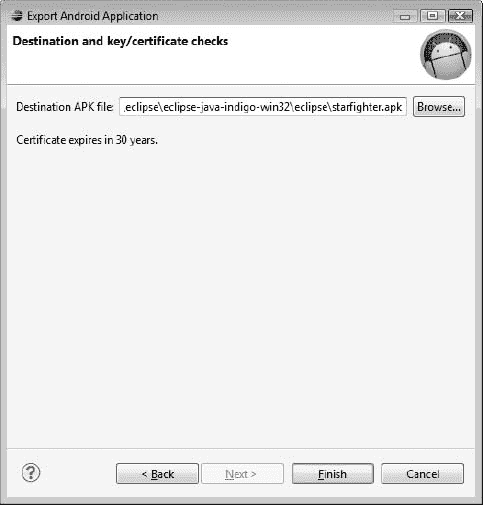 Export Android Application
Destination and key/certificate checks
Destination APK file: .eclipse\eclipse-java-indigo-win32\eclipse\starfighter.apk Browse...
Certificate expires in 30 years.
? < Back Next > Finish Cancel